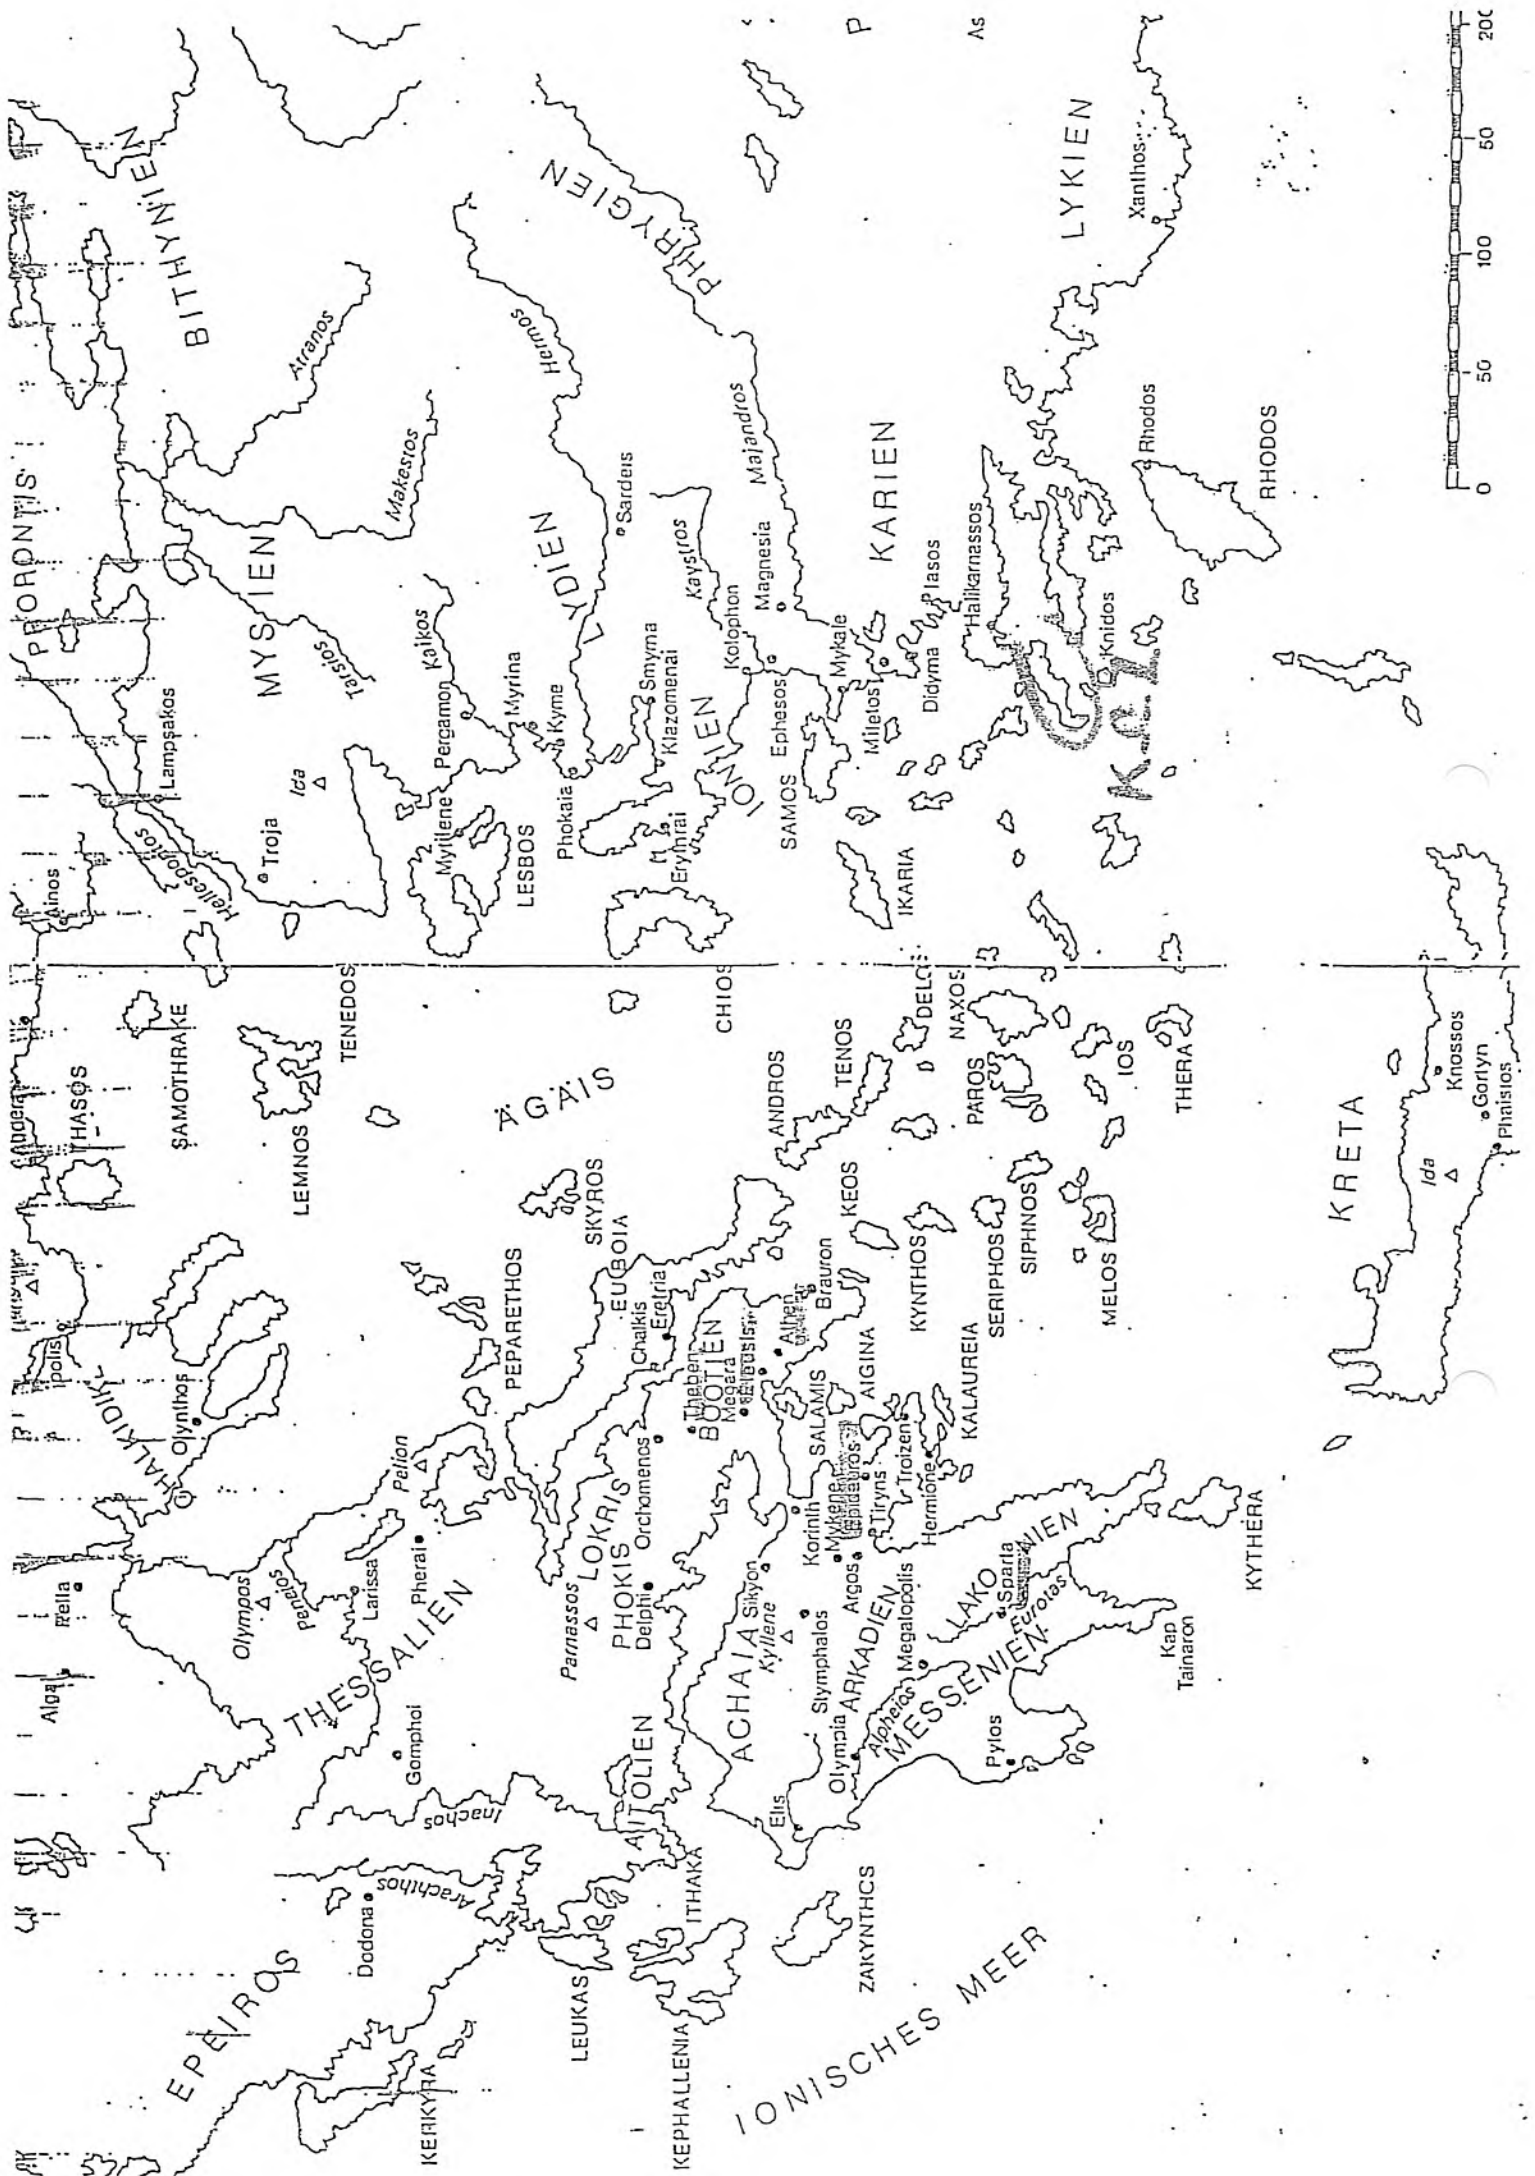 PROPONTIS
BITHYNIEN
MYSIEN
Lampsakos
Hellespontos
Ainos
Troja
Ida
Tarsios
Makestos
Atranos
PHRYGIEN
Hermos
LYDIEN
Sardeis
Kaikos
Pergamon
Myrina
Kyme
Phokaia
Smyrna
Klazomenai
Erythrai
Myrilene
LESBOS
IONIEN
Kaystros
Kolophon
Magnesia
Majandros
Ephesos
SAMOS
Mykale
Miletos
Didyma
Iasos
KARIEN
Halikarnassos
Knidos
Kos
IKARIA
LYKIEN
Xanthos
Rhodos
RHODOS
P
As
0
50
100
50
200
THASOS
SAMOTHRAKE
LEMNOS
TENEDOS
CHIOS
ÄGÄIS
SKYROS
PEPARETHOS
EUBOIA
ANDROS
TENOS
DELOS
NAXOS
PAROS
IOS
THERA
KEOS
KYNTHOS
SERIPHOS
SIPHNOS
MELOS
KRETA
Ida
Knossos
Gortyn
Phaistos
Pella
Aigai
CHALKIDIKE
Olynthos
Olympos
Peneios
Larissa
Pherai
Pelion
THESSALIEN
Gomphoi
EPEIROS
Dodona
Arachthos
Inachos
KERKYRA
LEUKAS
KEPHALLENIA
ITHAKA
ZAKYNTHOS
IONISCHES MEER
AITOLIEN
Parnassos
LOKRIS
PHOKIS
Delphi
Orchomenos
Chalkis
Eretria
Theben
BÖOTIEN
Megara
Eleusis
Athen
Brauron
SALAMIS
AIGINA
KALAUREIA
Korinth
Mykene
Epidauros
Tiryns
Troizen
Hermione
Argos
ACHAIA
Sikyon
Kyllene
Stymphalos
ARKADIEN
Megalopolis
Elis
Olympia
Alpheios
MESSENIEN
Pylos
LAKONIEN
Sparta
Eurotas
Kap
Tainaron
KYTHERA